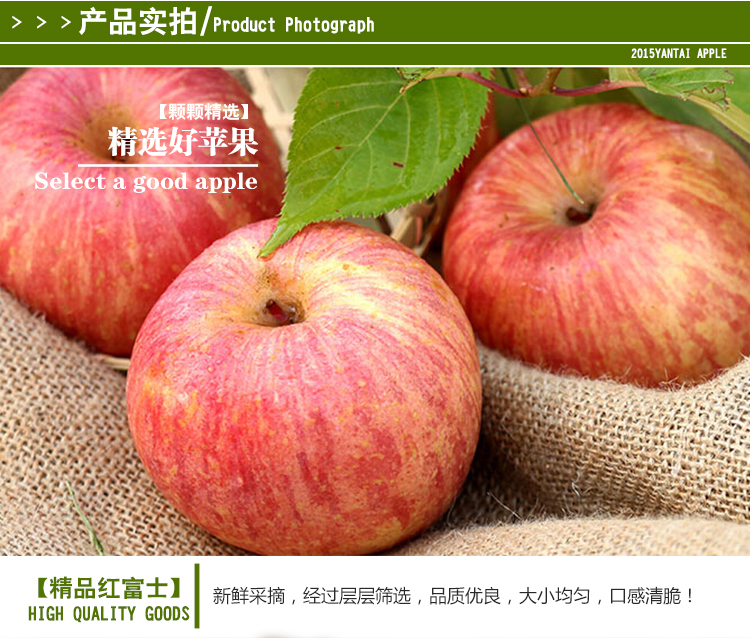 > > > 产品实拍/Product Photograph
2015YANTAI APPLE
【颗颗精选】
精选好苹果
Select a good apple
【精品红富士】
HIGH QUALITY GOODS
新鲜采摘，经过层层筛选，品质优良，大小均匀，口感清脆！